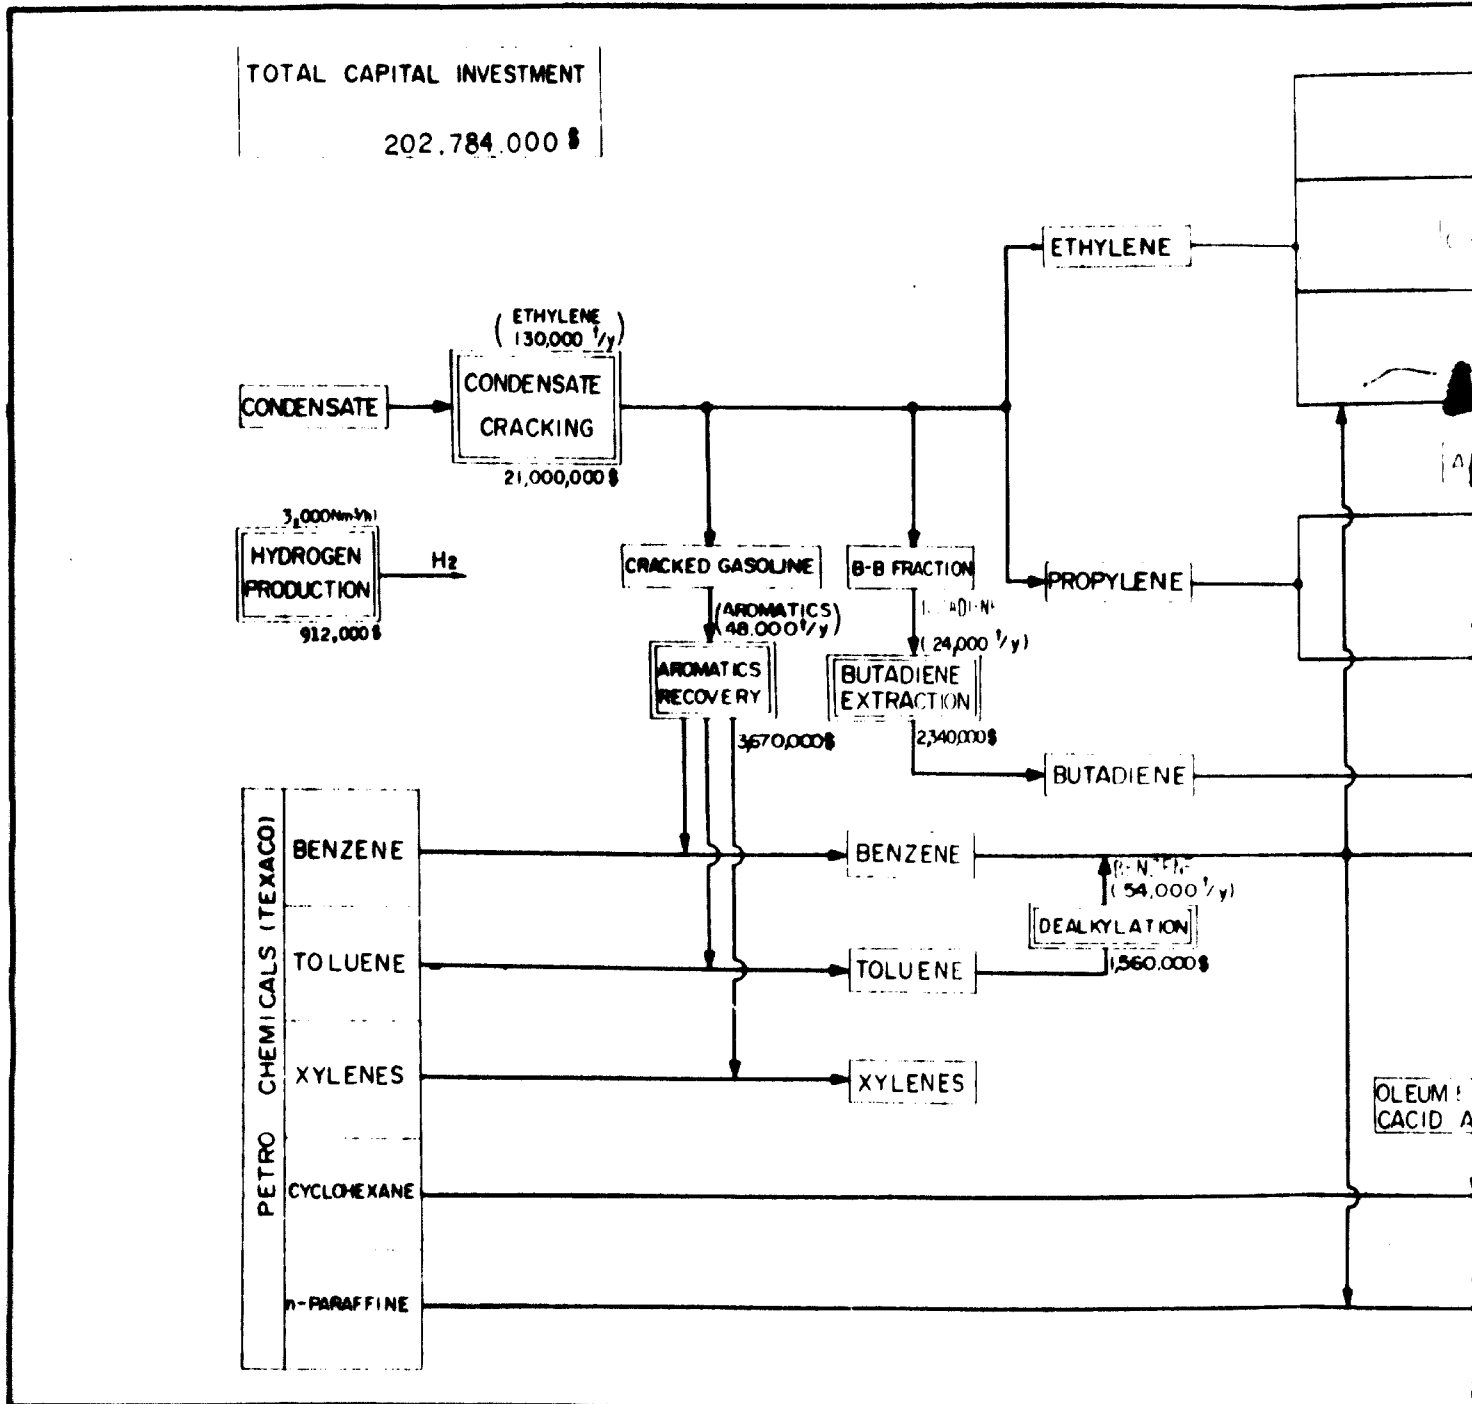 TOTAL CAPITAL INVESTMENT
202.784.000 $
ETHYLENE
(ETHYLENE
130,000 t/y)
CONDENSATE
CONDENSATE
CRACKING
21,000,000 $
3,000 Nm³/h)
HYDROGEN
PRODUCTION
H2
912,000 $
CRACKED GASOLINE
B-B FRACTION
PROPYLENE
(AROMATICS
48.000 t/y)
(24,000 t/y)
AROMATICS
RECOVERY
3,670,000 $
BUTADIENE
EXTRACTION
2,340,000 $
BUTADIENE
PETRO CHEMICALS (TEXACO)
BENZENE
BENZENE
BENZENE
(54,000 t/y)
DEALKYLATION
1,560.000 $
TOLUENE
TOLUENE
XYLENES
XYLENES
OLEUM
CACID A
CYCLOHEXANE
n-PARAFFINE